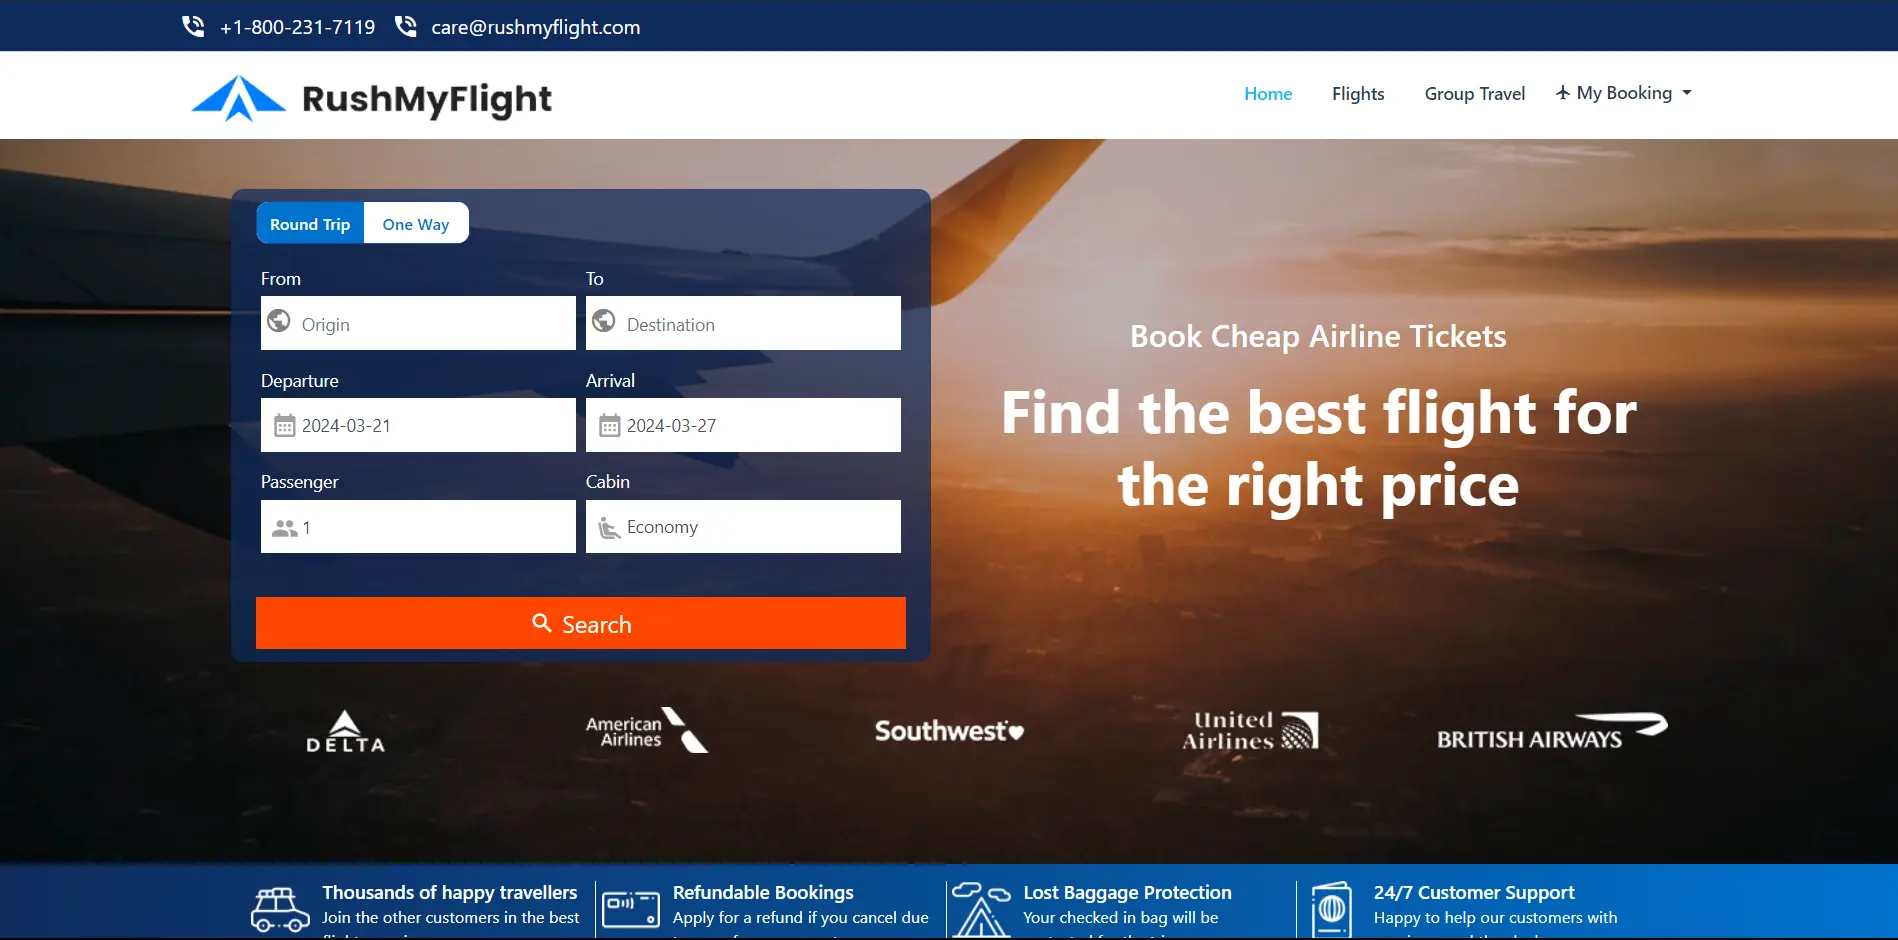 +1-800-231-7119 care@rushmyflight.com
RushMyFlight
Home Flights Group Travel My Booking
Round Trip One Way
From To
Origin Destination
Departure Arrival
2024-03-21 2024-03-27
Passenger Cabin
1 Economy
Search
Book Cheap Airline Tickets
Find the best flight for
the right price
DELTA
American
Airlines
Southwest
United
Airlines
BRITISH AIRWAYS
Thousands of happy travellers
Join the other customers in the best
Refundable Bookings
Apply for a refund if you cancel due
Lost Baggage Protection
Your checked in bag will be
24/7 Customer Support
Happy to help our customers with